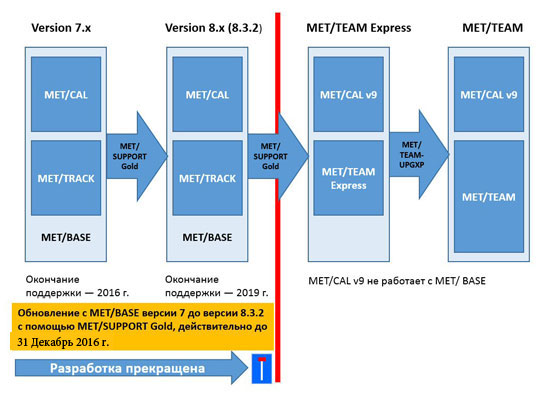 Version 7.x
Version 8.x (8.3.2)
MET/TEAM Express
MET/TEAM
MET/CAL
MET/TRACK
MET/BASE
MET/
SUPPORT
Gold
MET/CAL
MET/TRACK
MET/BASE
MET/
SUPPORT
Gold
MET/CAL v9
MET/TEAM
Express
MET/
TEAM-
UPGXP
MET/CAL v9
MET/TEAM
Окончание
поддержки — 2016 г.
Окончание
поддержки — 2019 г.
MET/CAL v9 не работает с MET/ BASE
Обновление с MET/BASE версии 7 до версии 8.3.2
с помощью MET/SUPPORT Gold, действительно до
31 Декабрь 2016 г.
Разработка прекращена